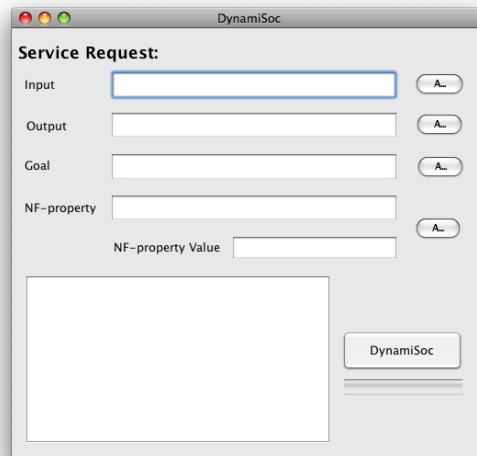 DynamiSoc
Service Request:
Input
A...
Output
A...
Goal
A...
NF-property
A...
NF-property Value
DynamiSoc